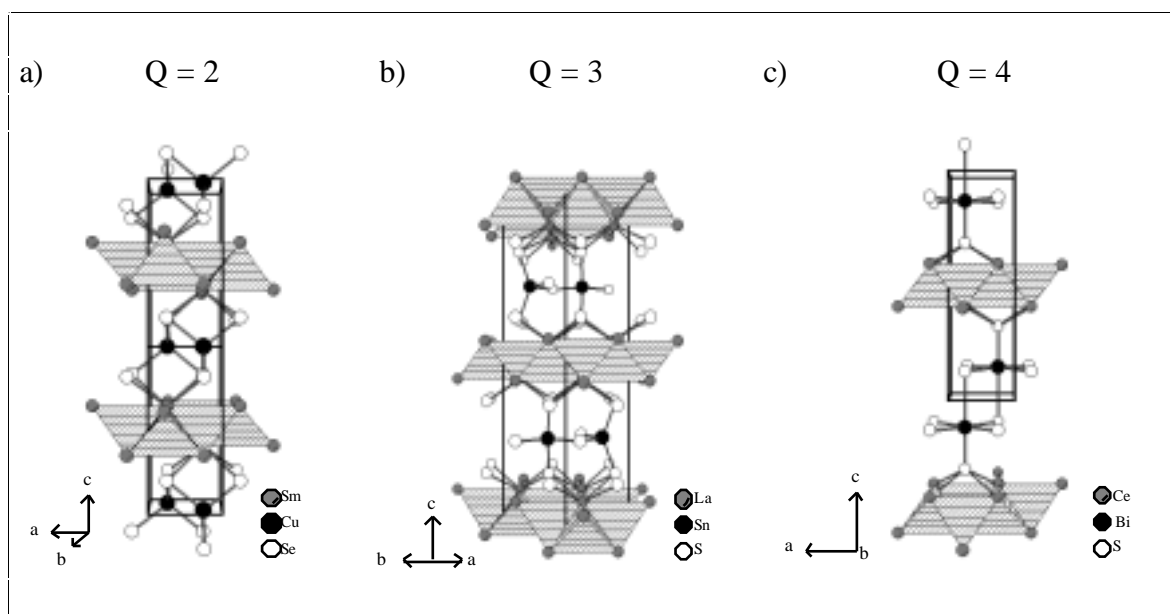 a) Q = 2
b) Q = 3
c) Q = 4
c
a
b
Sm
Cu
Se
c
b
a
La
Sn
S
c
a
b
Ce
Bi
S